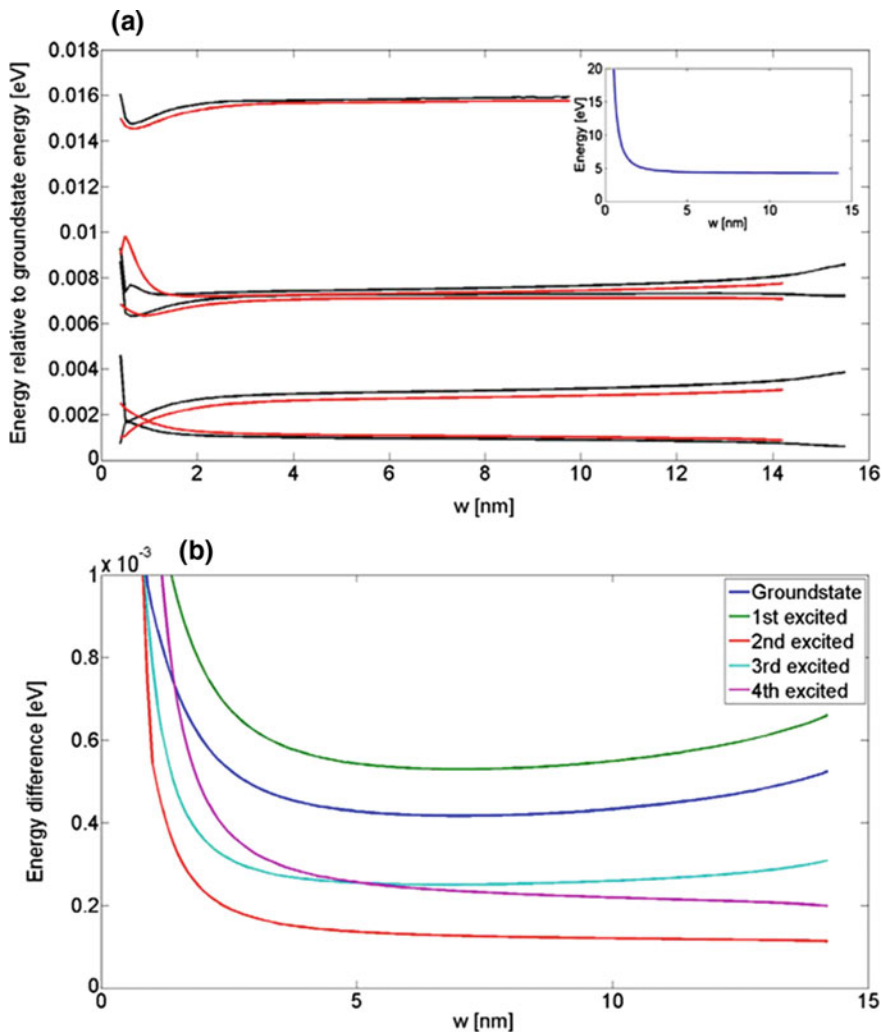 (a)
Energy relative to groundstate energy [eV]
0.018
0.016
0.014
0.012
0.01
0.008
0.006
0.004
0.002
0
0 2 4 6 8 10 12 14 16
w [nm]
Energy [eV]
20
15
10
5
0
0 5 10 15
w [nm]
(b)
x 10⁻³
Energy difference [eV]
1
0.8
0.6
0.4
0.2
0
0 5 10 15
w [nm]
Groundstate
1st excited
2nd excited
3rd excited
4th excited